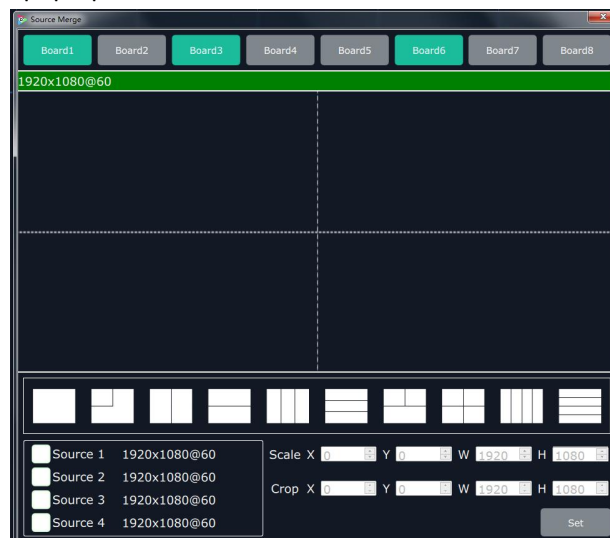 Source Merge
Board1 Board2 Board3 Board4 Board5 Board6 Board7 Board8
1920x1080@60
Source 1 1920x1080@60 Scale X 0 Y 0 W 1920 H 1080
Source 2 1920x1080@60
Crop X 0 Y 0 W 1920 H 1080
Source 3 1920x1080@60
Source 4 1920x1080@60 Set